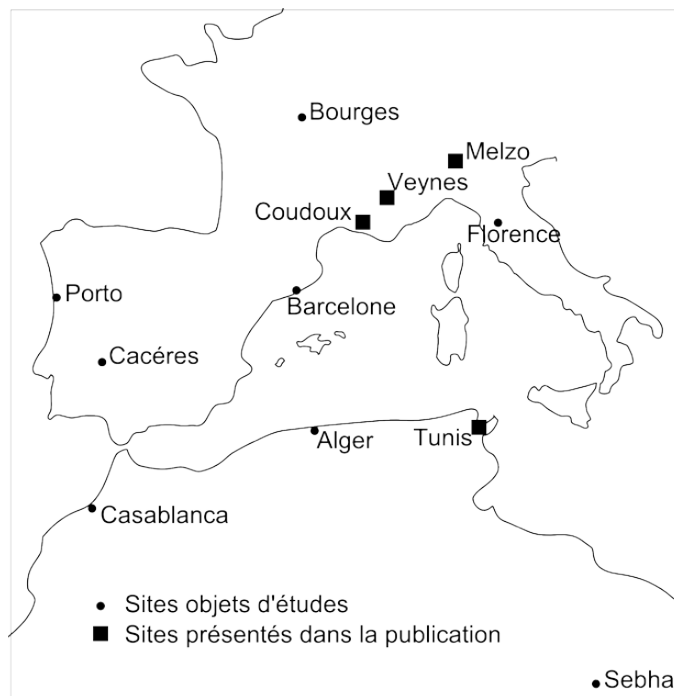 Bourges
Melzo
Veynes
Coudoux
Florence
Porto
Barcelone
Cacéres
Alger
Tunis
Casablanca
Sites objets d'études
Sites présentés dans la publication
Sebha